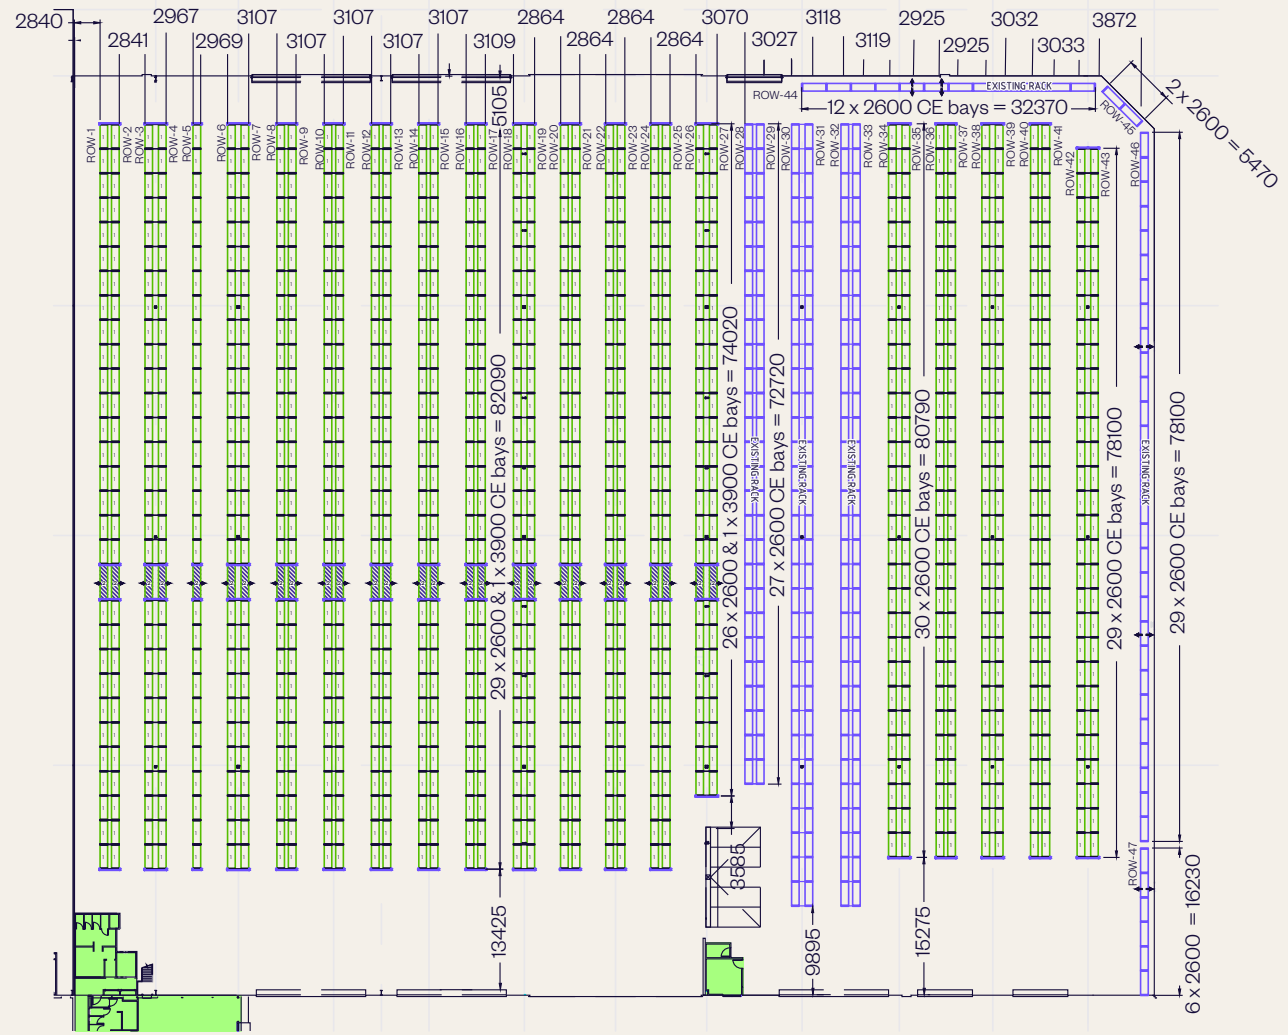 2840
2967
3107
3107
3107
2864
2864
3070
3118
2925
3032
3872
2841
2969
3107
3107
3109
2864
2864
3027
3119
2925
3033
2 x 2600 = 5470
ROW-44
EXISTING RACK
12 x 2600 CE bays = 32370
5105
ROW-1
ROW-2
ROW-3
ROW-4
ROW-5
ROW-6
ROW-7
ROW-8
ROW-9
ROW-10
ROW-11
ROW-12
ROW-13
ROW-14
ROW-15
ROW-16
ROW-17
ROW-18
ROW-19
ROW-20
ROW-21
ROW-22
ROW-23
ROW-24
ROW-25
ROW-26
ROW-27
ROW-28
ROW-29
ROW-30
ROW-31
ROW-32
ROW-33
ROW-34
ROW-35
ROW-36
ROW-37
ROW-38
ROW-39
ROW-40
ROW-41
ROW-42
ROW-43
ROW-45
ROW-46
29 x 2600 & 1 x 3900 CE bays = 82090
26 x 2600 & 1 x 3900 CE bays = 74020
EXISTING RACK
27 x 2600 CE bays = 72720
EXISTING RACK
EXISTING RACK
30 x 2600 CE bays = 80790
29 x 2600 CE bays = 78100
EXISTING RACK
29 x 2600 CE bays = 78100
ROW-47
3585
13425
9895
15275
6 x 2600 = 16230